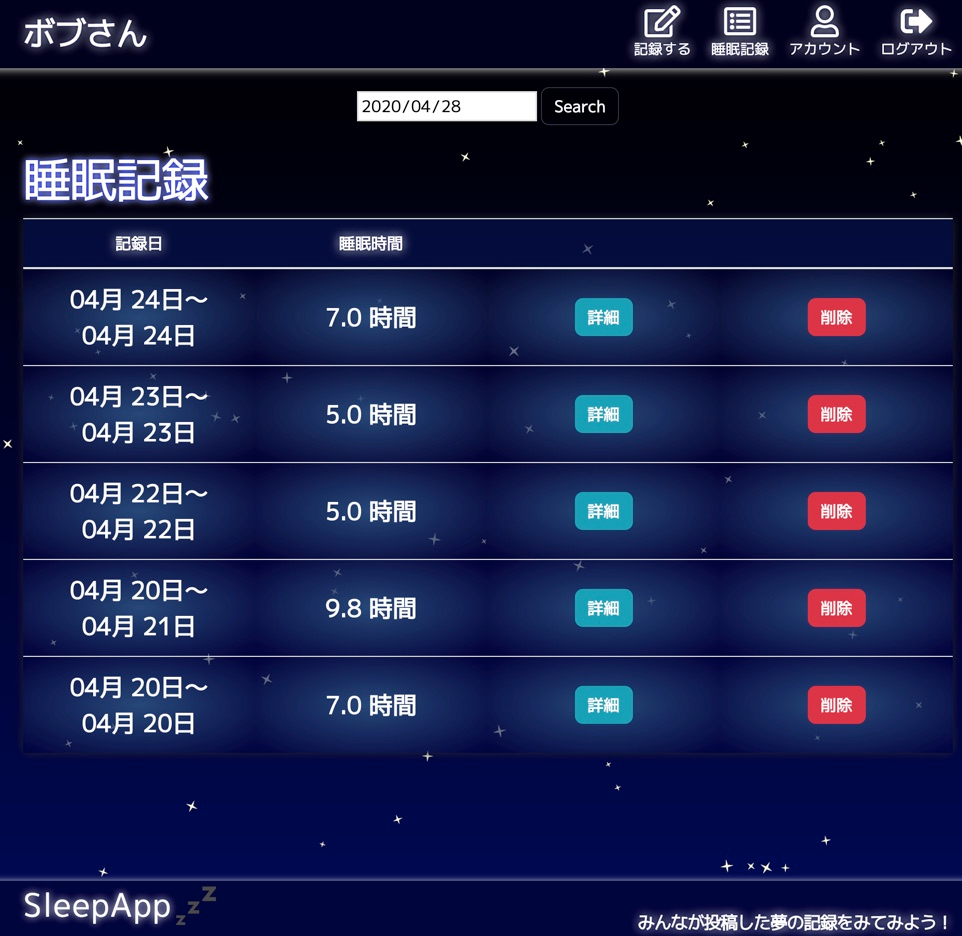 ボブさん
記録する 睡眠記録 アカウント ログアウト
2020/04/28 Search
睡眠記録
記録日 睡眠時間
04月 24日〜
04月 24日
7.0 時間 詳細 削除
04月 23日〜
04月 23日
5.0 時間 詳細 削除
04月 22日〜
04月 22日
5.0 時間 詳細 削除
04月 20日〜
04月 21日
9.8 時間 詳細 削除
04月 20日〜
04月 20日
7.0 時間 詳細 削除
SleepApp zzZ
みんなが投稿した夢の記録をみてみよう！